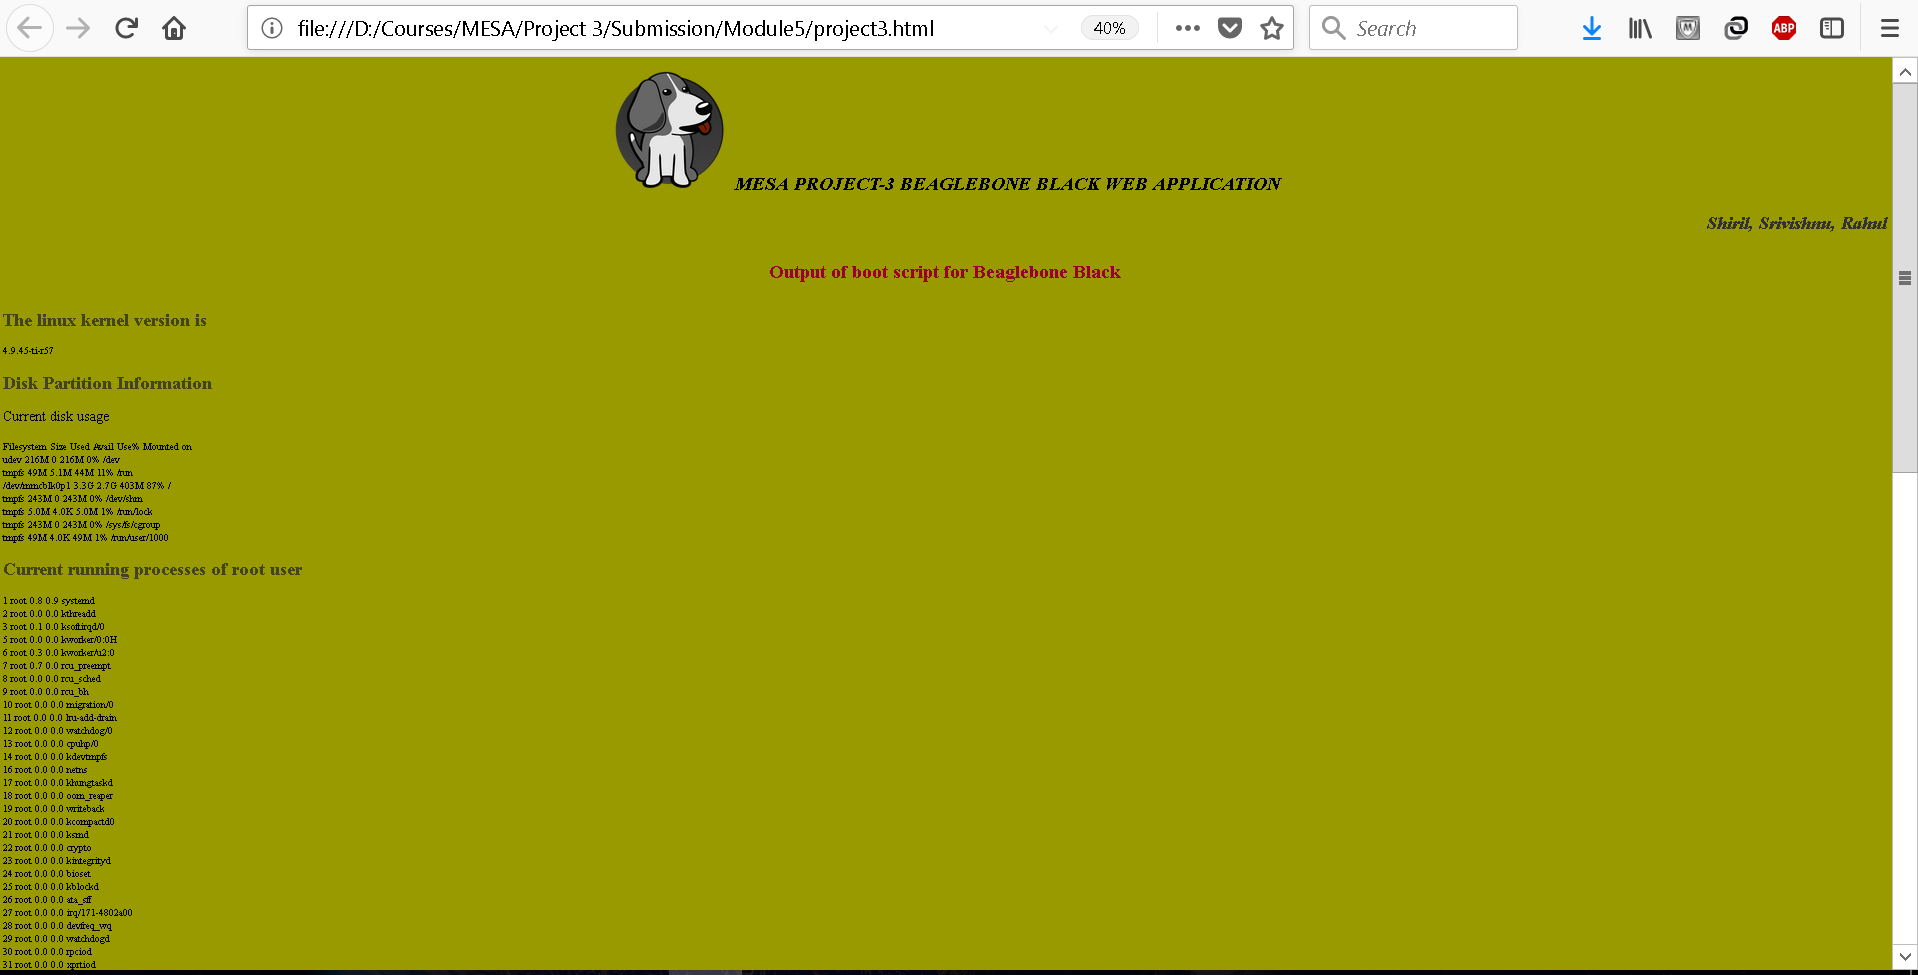 file:///D:/Courses/MESA/Project 3/Submission/Module5/project3.html
40%
Search
ABP
MESA PROJECT-3 BEAGLEBONE BLACK WEB APPLICATION
Shiril, Srivishnu, Rahul
Output of boot script for Beaglebone Black
The linux kernel version is
4.9.45-ti-r57
Disk Partition Information
Current disk usage
Filesystem Size Used Avail Use% Mounted on
udev 216M 0 216M 0% /dev
tmpfs 49M 5.1M 44M 11% /run
/dev/mmcblk0p1 3.3G 2.7G 403M 87% /
tmpfs 243M 0 243M 0% /dev/shm
tmpfs 5.0M 4.0K 5.0M 1% /run/lock
tmpfs 243M 0 243M 0% /sys/fs/cgroup
tmpfs 49M 4.0K 49M 1% /run/user/1000
Current running processes of root user
1 root 0.8 0.9 systemd
2 root 0.0 0.0 kthreadd
3 root 0.1 0.0 ksoftirqd/0
5 root 0.0 0.0 kworker/0:0H
6 root 0.3 0.0 kworker/u2:0
7 root 0.7 0.0 rcu_preempt
8 root 0.0 0.0 rcu_sched
9 root 0.0 0.0 rcu_bh
10 root 0.0 0.0 migration/0
11 root 0.0 0.0 lru-add-drain
12 root 0.0 0.0 watchdog/0
13 root 0.0 0.0 cpuhp/0
14 root 0.0 0.0 kdevtmpfs
16 root 0.0 0.0 netns
17 root 0.0 0.0 khungtaskd
18 root 0.0 0.0 oom_reaper
19 root 0.0 0.0 writeback
20 root 0.0 0.0 kcompactd0
21 root 0.0 0.0 ksmd
22 root 0.0 0.0 crypto
23 root 0.0 0.0 kintegrityd
24 root 0.0 0.0 bioset
25 root 0.0 0.0 kblockd
26 root 0.0 0.0 ata_sff
27 root 0.0 0.0 irq/171-4802a00
28 root 0.0 0.0 devfreq_wq
29 root 0.0 0.0 watchdogd
30 root 0.0 0.0 rpciod
31 root 0.0 0.0 xprtiod